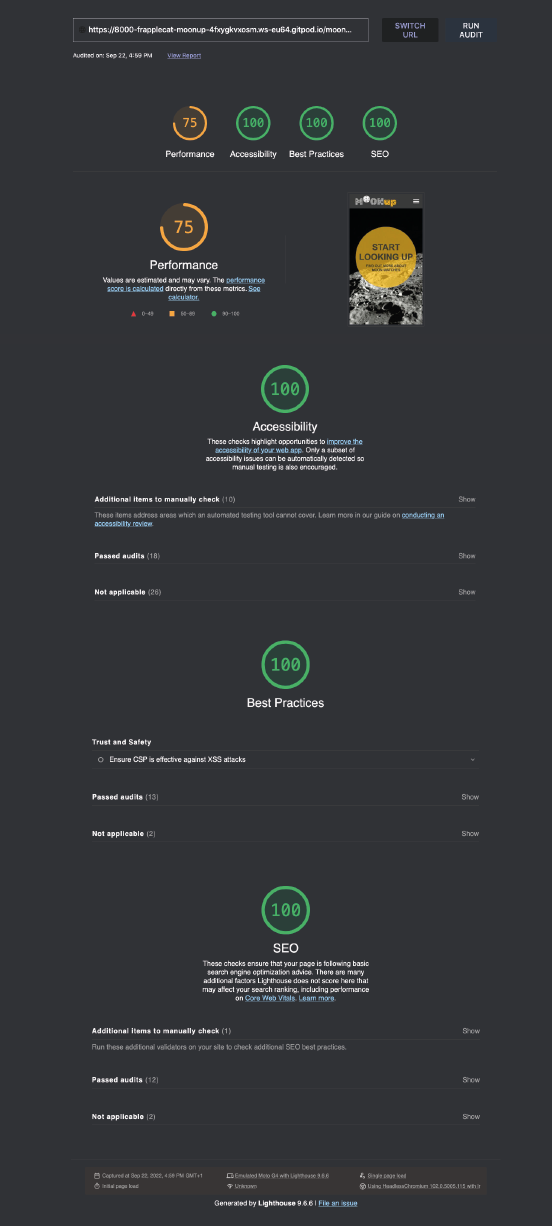 https://8000-frapplecat-moonup-4fxygkvxosm.ws-eu64.gitpod.io/moon...
SWITCH
URL
RUN
AUDIT
Audited on: Sep 22, 4:59 PM
View Report
75
100
100
100
Performance
Accessibility
Best Practices
SEO
75
Performance
Values are estimated and may vary. The performance
score is calculated directly from these metrics. See
calculator.
0-49
50-89
90-100
MOONup
START
LOOKING UP
FIND OUT MORE ABOUT
100
Accessibility
These checks highlight opportunities to improve the
accessibility of your web app. Only a subset of
accessibility issues can be automatically detected so
manual testing is also encouraged.
Additional items to manually check (10)
Show
These items address areas which an automated testing tool cannot cover. Learn more in our guide on conducting an
accessibility review.
Passed audits (18)
Show
Not applicable (26)
Show
100
Best Practices
Trust and Safety
Ensure CSP is effective against XSS attacks
Passed audits (13)
Show
Not applicable (2)
Show
100
SEO
These checks ensure that your page is following basic
search engine optimization advice. There are many
additional factors Lighthouse does not score here that
may affect your search ranking, including performance
on Core Web Vitals. Learn more.
Additional items to manually check (1)
Show
Run these additional validators on your site to check additional SEO best practices.
Passed audits (12)
Show
Not applicable (2)
Show
Captured at Sep 22, 2022, 4:59 PM GMT+1
Emulated Moto G4 with Lighthouse 9.6.6
Single page load
Initial page load
Unknown
Using HeadlessChromium 102.0.5005.115 with lr
Generated by Lighthouse 9.6.6 | File an issue